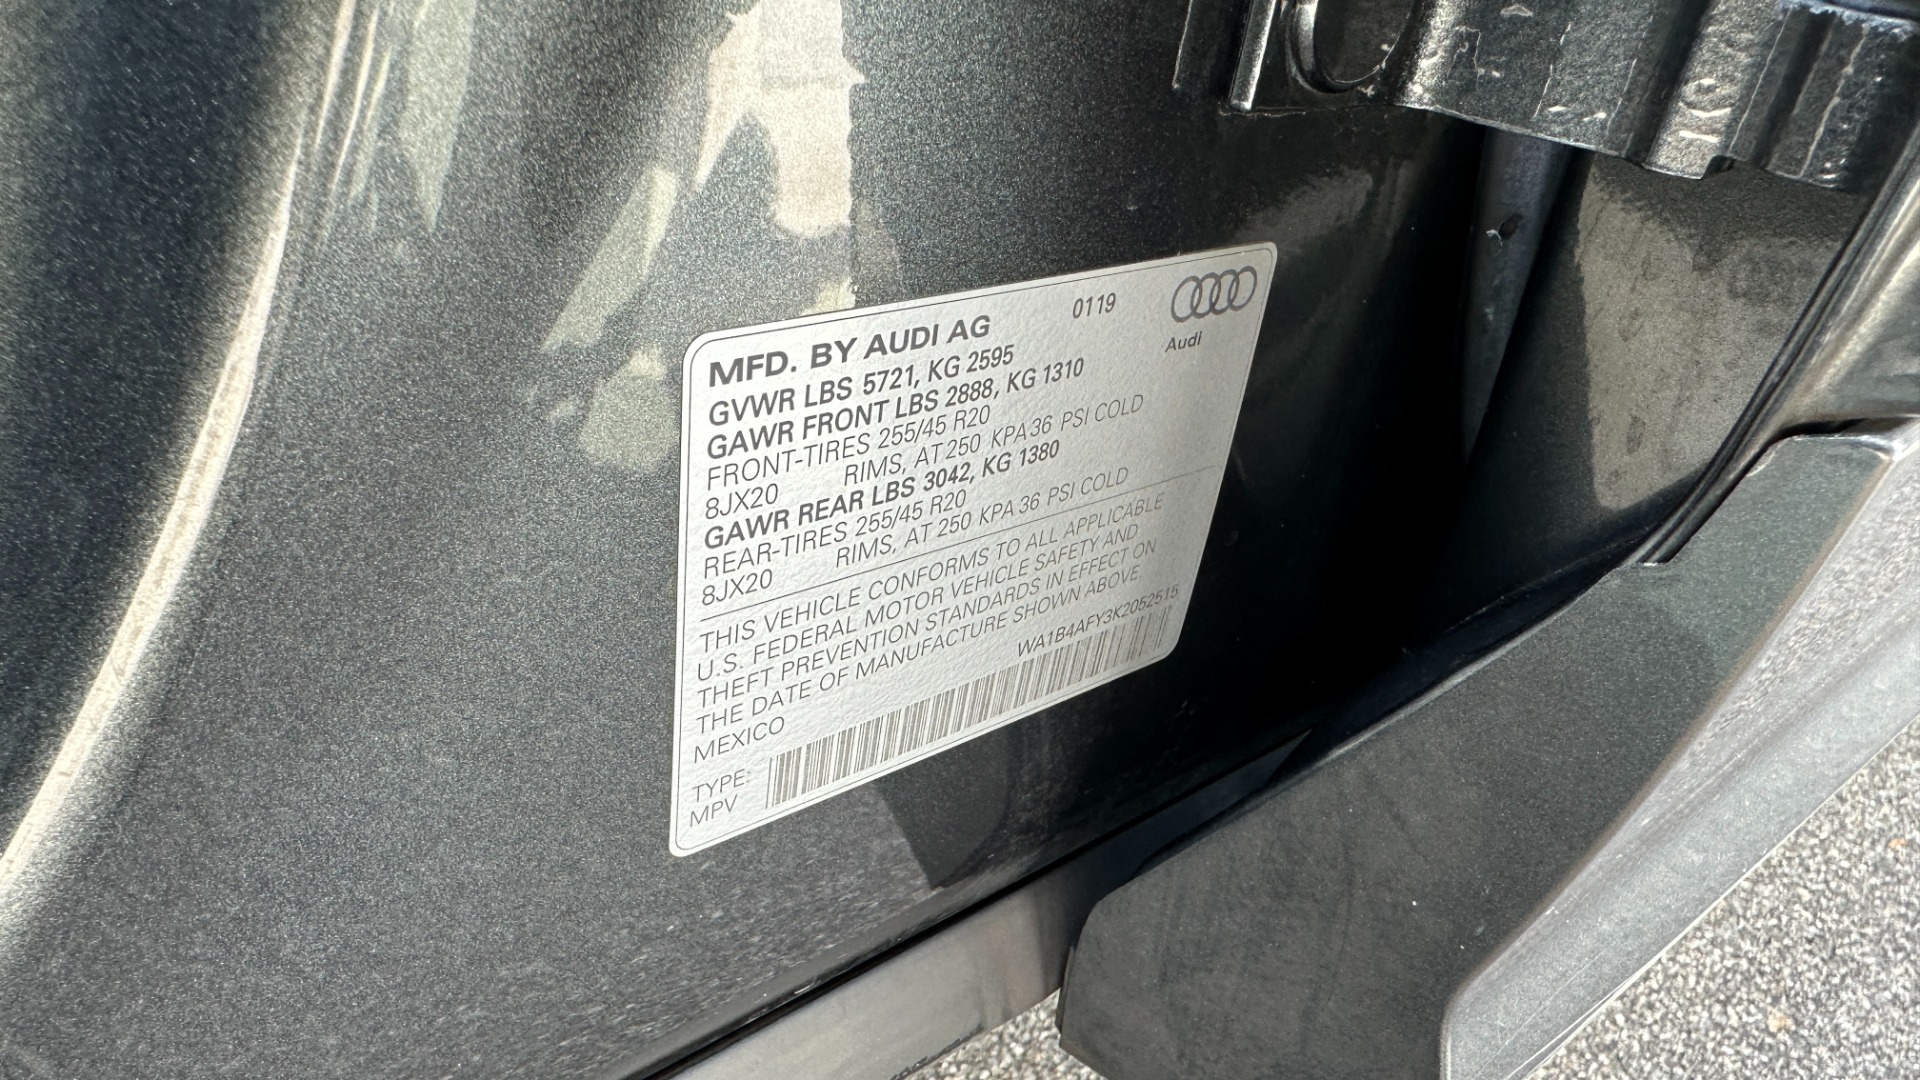 MFD. BY AUDI AG 0119
Audi
GVWR LBS 5721, KG 2595
GAWR FRONT LBS 2888, KG 1310
FRONT-TIRES 255/45 R20
8JX20 RIMS, AT 250 KPA 36 PSI COLD
GAWR REAR LBS 3042, KG 1380
REAR-TIRES 255/45 R20
8JX20 RIMS, AT 250 KPA 36 PSI COLD
THIS VEHICLE CONFORMS TO ALL APPLICABLE
U.S. FEDERAL MOTOR VEHICLE SAFETY AND
THEFT PREVENTION STANDARDS IN EFFECT ON
THE DATE OF MANUFACTURE SHOWN ABOVE
MEXICO WA1B4AFY3K2052515
TYPE:
MPV